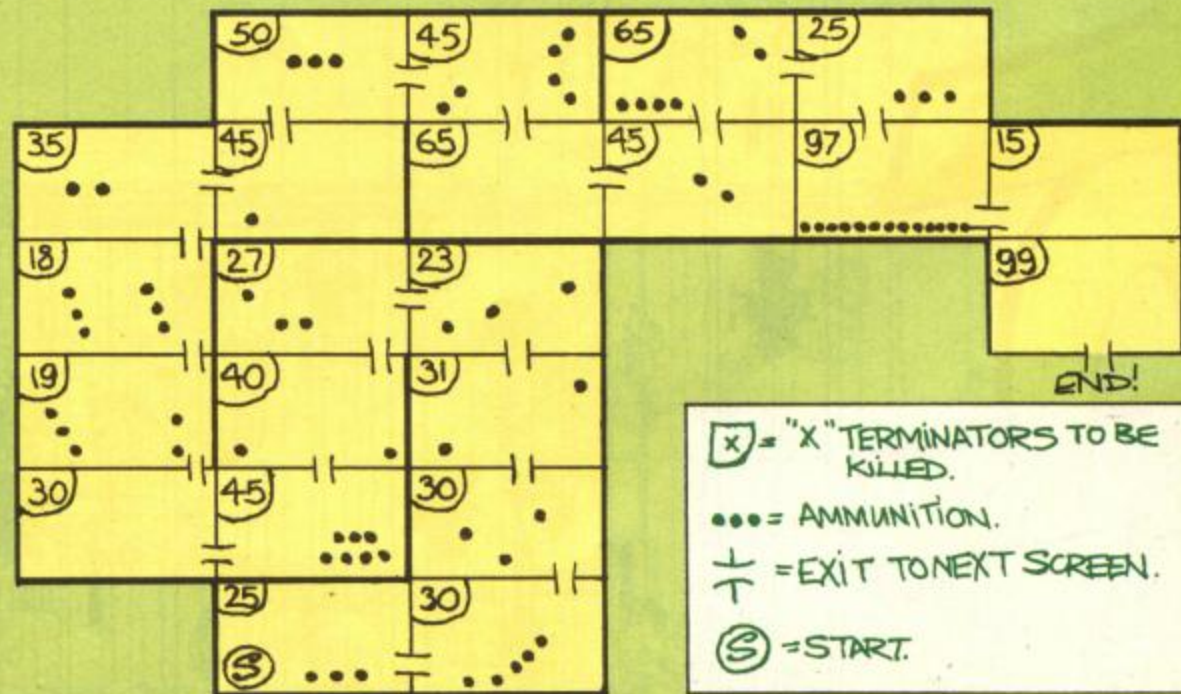 50 45 65 25
35 45 65 45 97 15
18 27 23 99
19 40 31
END!
30 45 30
25 30
S
X = "X" TERMINATORS TO BE
KILLED.
= AMMUNITION.
= EXIT TO NEXT SCREEN.
S = START.